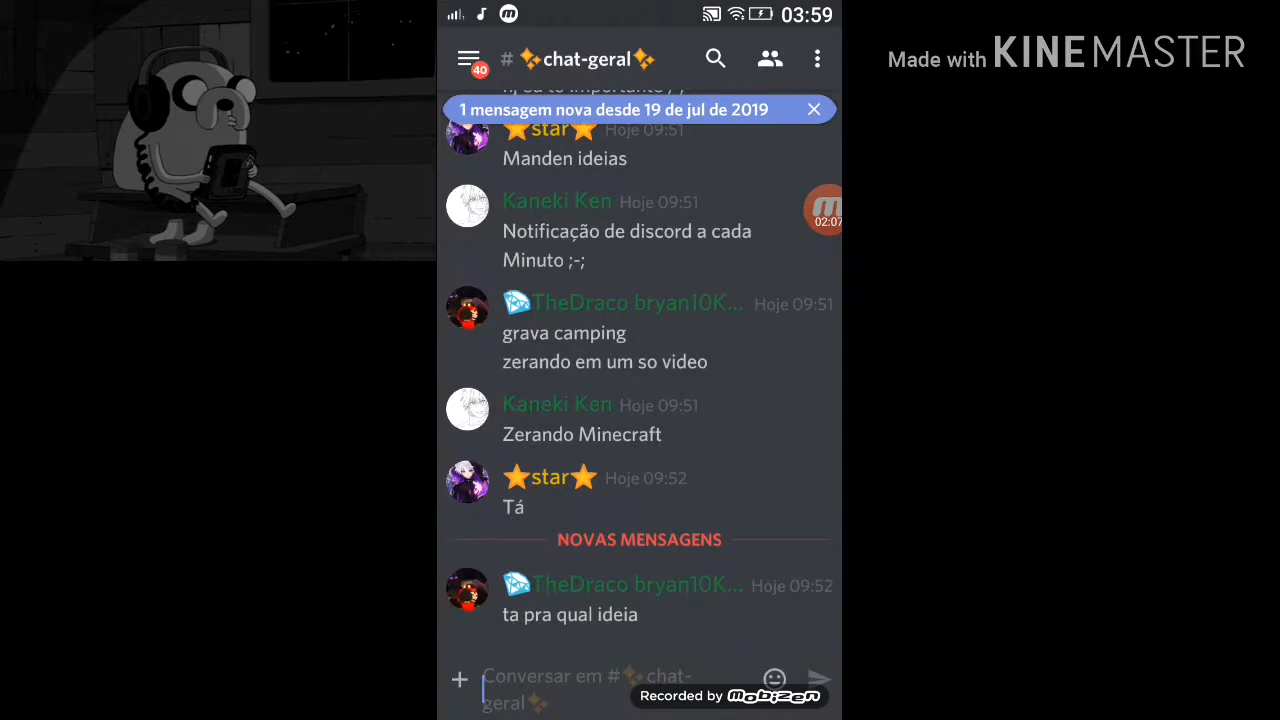 03:59
Made with KINEMASTER
40
# ✨chat-geral✨
1 mensagem nova desde 19 de jul de 2019
⭐star⭐ Hoje 09:51
Manden ideias
02:07
Kaneki Ken Hoje 09:51
Notificação de discord a cada
Minuto ;-;
💎TheDraco bryan10K... Hoje 09:51
grava camping
zerando em um so video
Kaneki Ken Hoje 09:51
Zerando Minecraft
⭐star⭐ Hoje 09:52
Tá
NOVAS MENSAGENS
💎TheDraco bryan10K... Hoje 09:52
ta pra qual ideia
Conversar em #✨chat-
geral✨
Recorded by mobizen